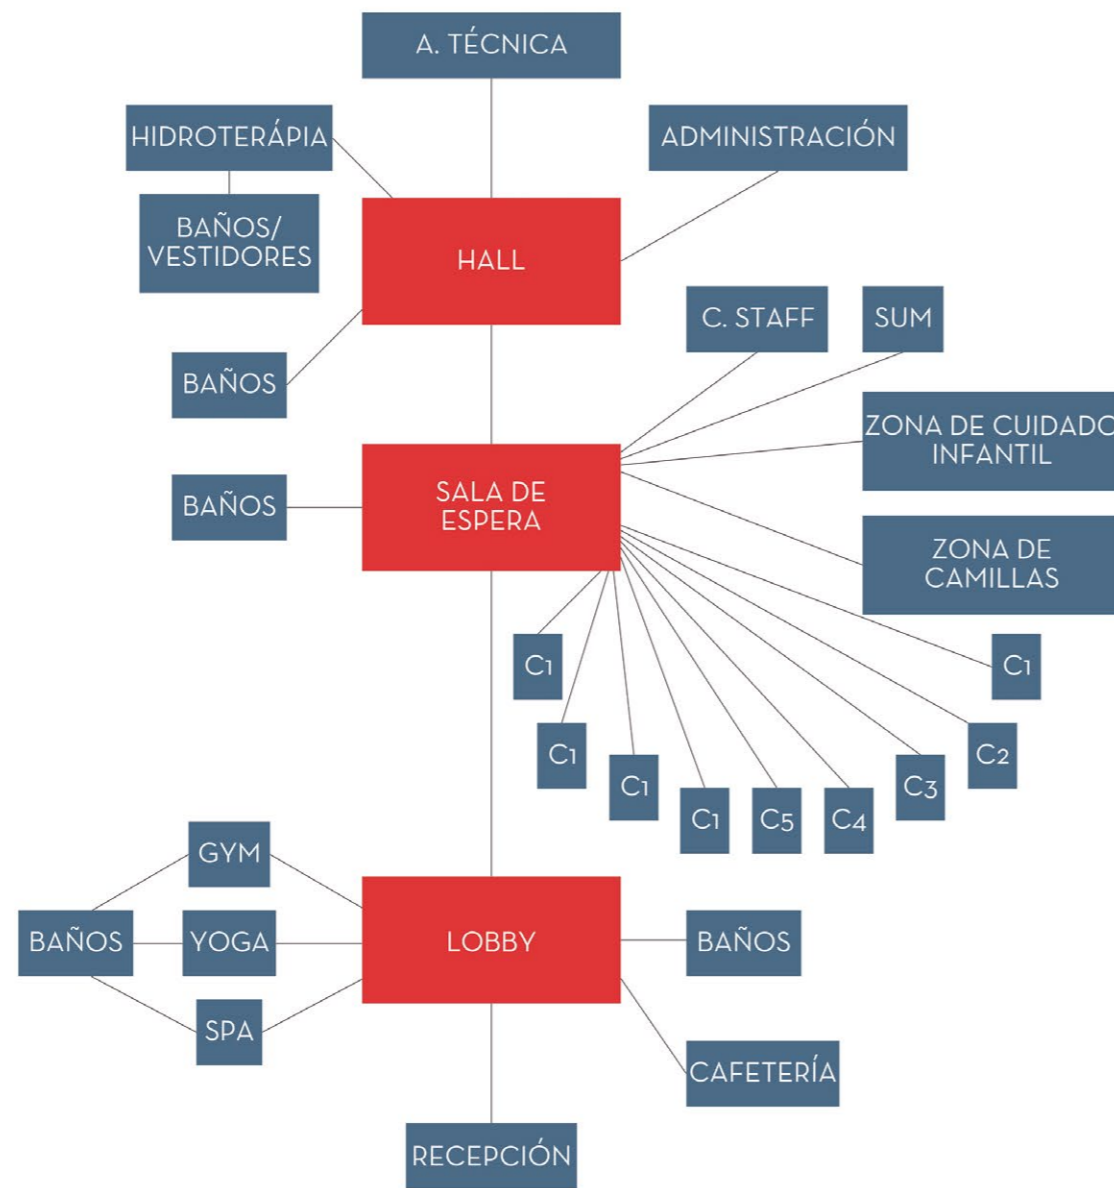 A. TÉCNICA
HIDROTERÁPIA
ADMINISTRACIÓN
BAÑOS/
VESTIDORES
HALL
C. STAFF
SUM
BAÑOS
ZONA DE CUIDADO
INFANTIL
SALA DE
ESPERA
BAÑOS
ZONA DE
CAMILLAS
C1
C1
C1
C2
C1
C3
C1
C5
C4
GYM
BAÑOS
YOGA
LOBBY
BAÑOS
SPA
CAFETERÍA
RECEPCIÓN